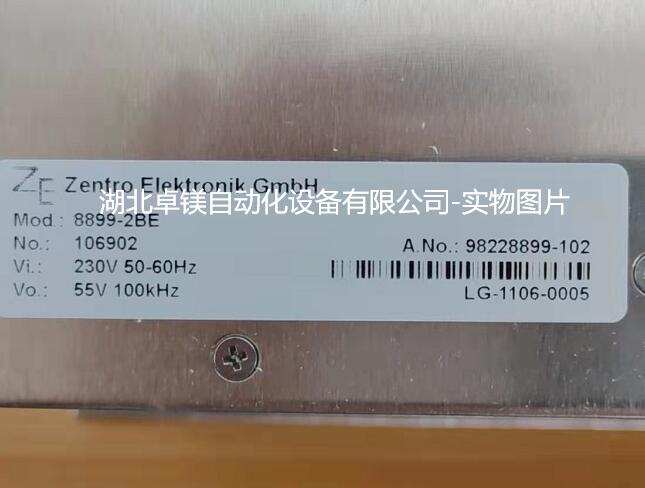 ZE Zentro Elektronik GmbH
湖北卓镁自动化设备有限公司-实物图片
Mod.: 8899-2BE
No.: 106902
A.No.: 98228899-102
Vi.: 230V 50-60Hz
Vo.: 55V 100kHz
LG-1106-0005